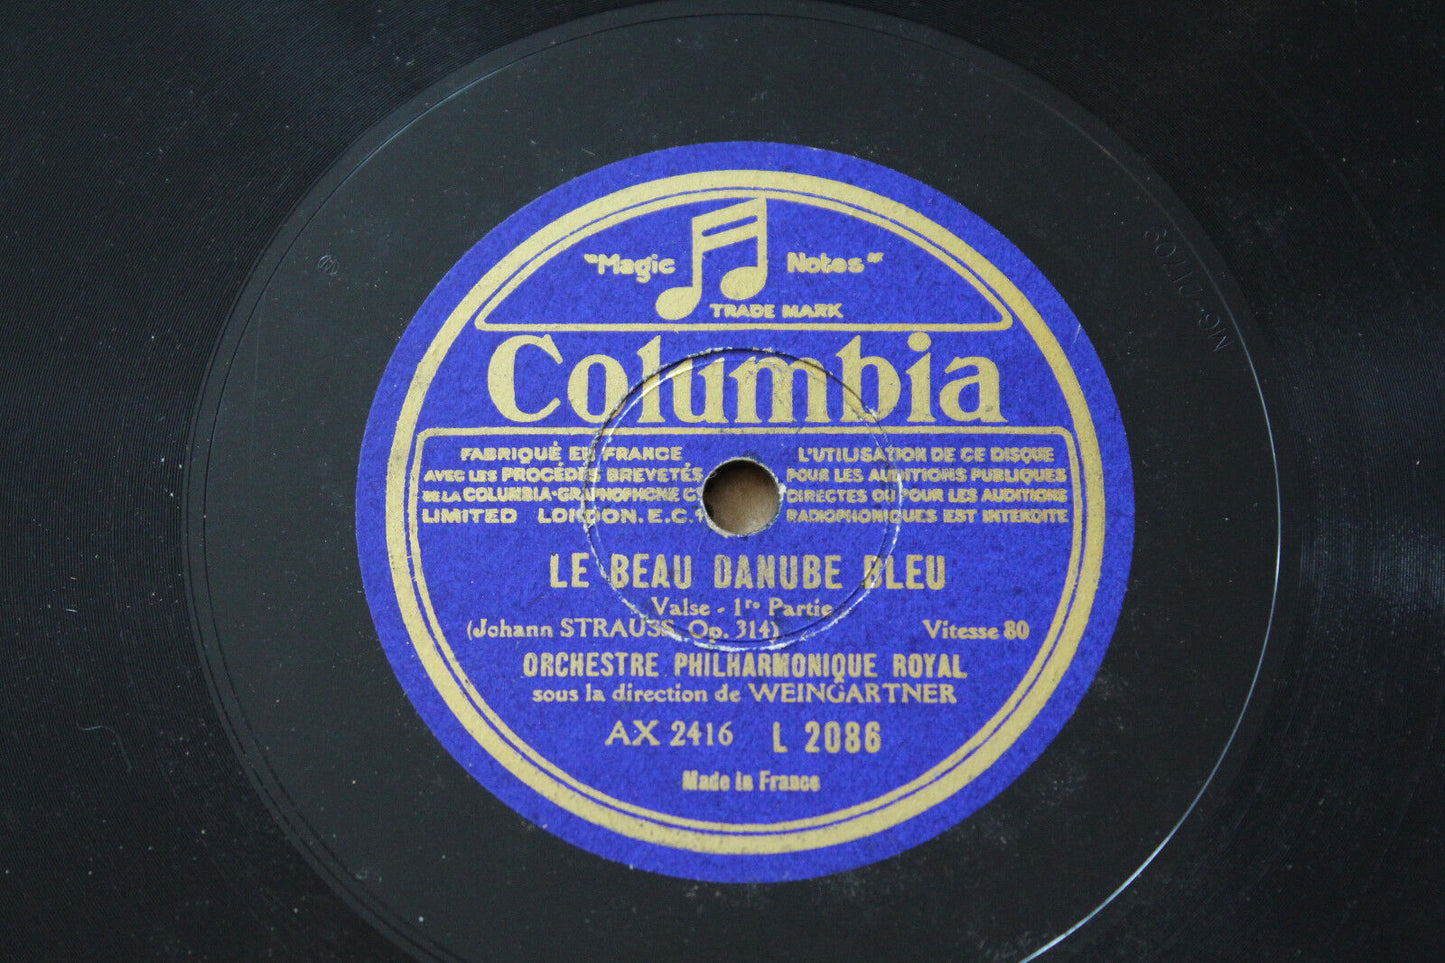 "Magic Notes"
TRADE MARK
Columbia
FABRIQUÉ EN FRANCE
AVEC LES PROCÉDÉS BREVETÉS
DE LA COLUMBIA-GRAPHOPHONE Cº
LIMITED LONDON.E.C.1
L'UTILISATION DE CE DISQUE
POUR LES AUDITIONS PUBLIQUES
DIRECTES OU POUR LES AUDITIONS
RADIOPHONIQUES EST INTERDITE
LE BEAU DANUBE BLEU
Valse - 1re Partie
(Johann STRAUSS, Op. 314) Vitesse 80
ORCHESTRE PHILHARMONIQUE ROYAL
sous la direction de WEINGARTNER
AX 2416 L 2086
Made in France